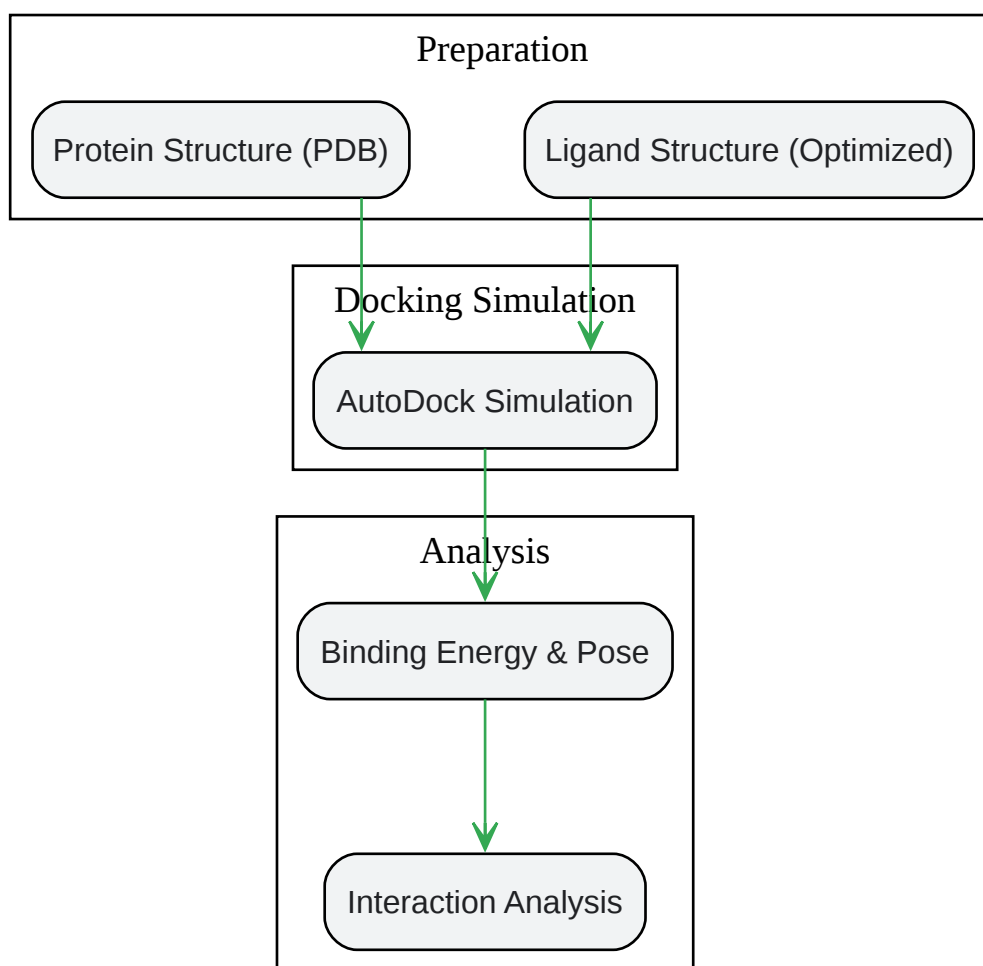 Preparation
Protein Structure (PDB)
Ligand Structure (Optimized)
Docking Simulation
AutoDock Simulation
Analysis
Binding Energy & Pose
Interaction Analysis